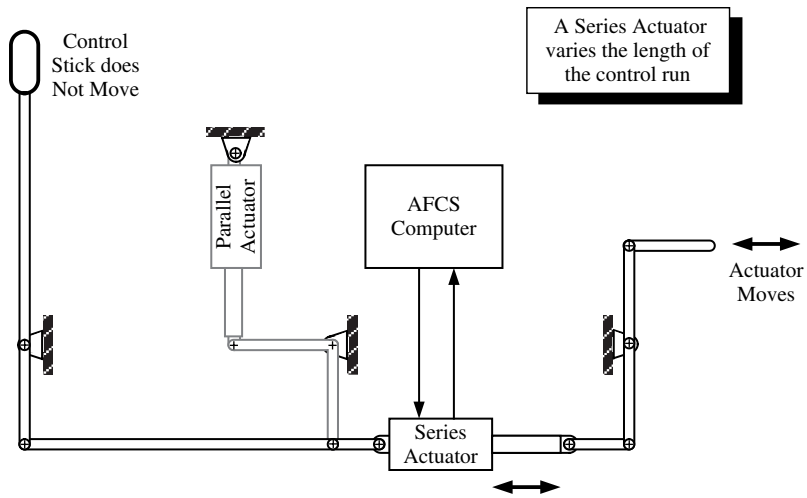 Control
Stick does
Not Move
A Series Actuator
varies the length of
the control run
Parallel
Actuator
AFCS
Computer
Actuator
Moves
Series
Actuator